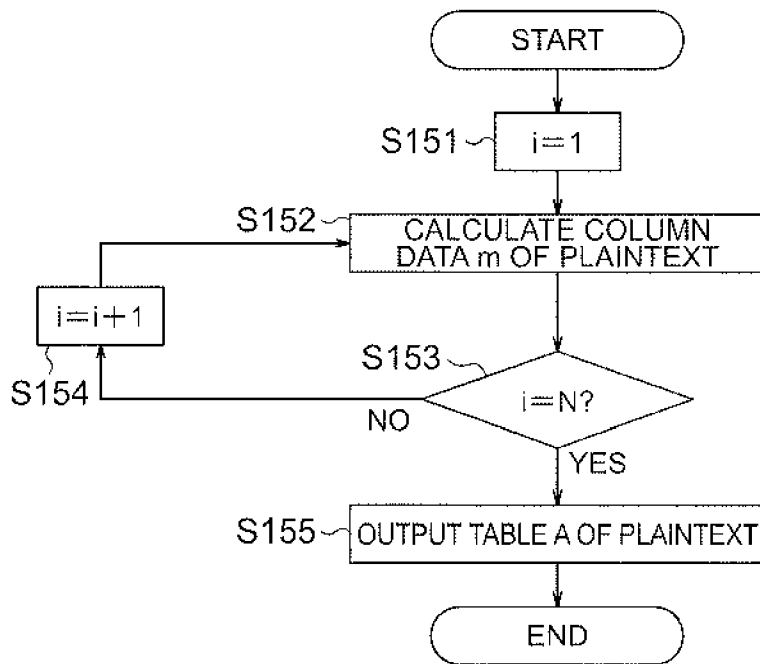 START
S151
i=1
S152
CALCULATE COLUMN
DATA m OF PLAINTEXT
i=i+1
S154
S153
i=N?
NO
YES
S155
OUTPUT TABLE A OF PLAINTEXT
END